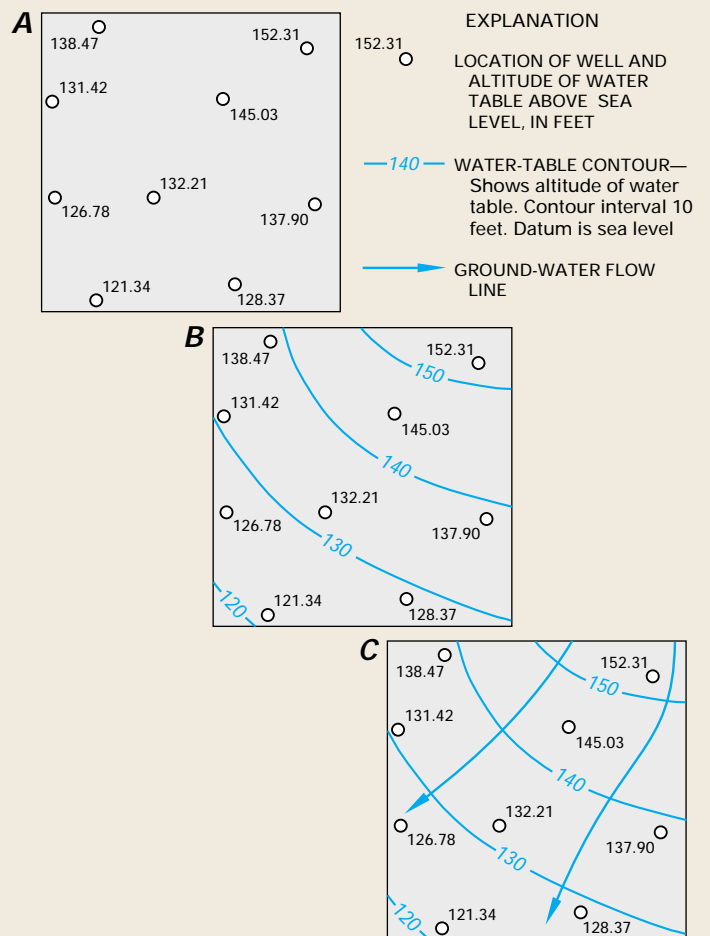 A
138.47
152.31
131.42
145.03
126.78
132.21
137.90
121.34
128.37
EXPLANATION
152.31
LOCATION OF WELL AND
ALTITUDE OF WATER
TABLE ABOVE SEA
LEVEL, IN FEET
140
WATER-TABLE CONTOUR—
Shows altitude of water
table. Contour interval 10
feet. Datum is sea level
GROUND-WATER FLOW
LINE
B
138.47
152.31
150
131.42
145.03
140
132.21
126.78
137.90
130
120
121.34
128.37
C
138.47
152.31
150
131.42
145.03
140
132.21
126.78
137.90
130
120
121.34
128.37